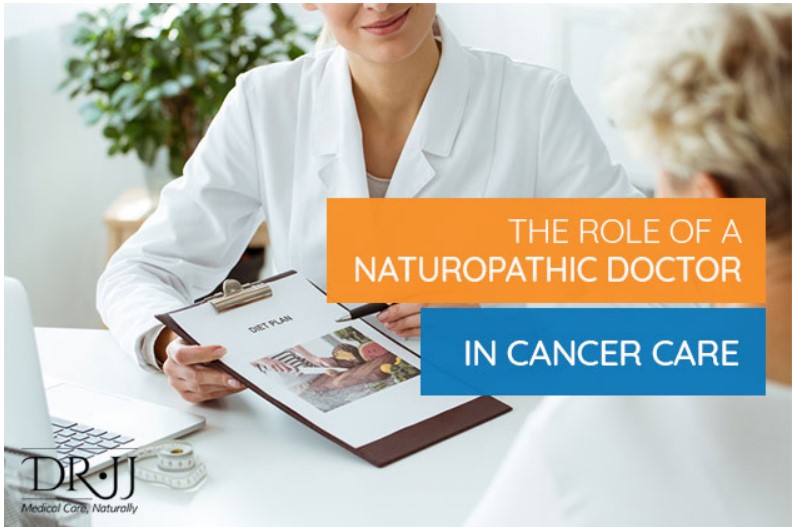 THE ROLE OF A
NATUROPATHIC DOCTOR
IN CANCER CARE
DIET PLAN
DR·JJ
Medical Care, Naturally